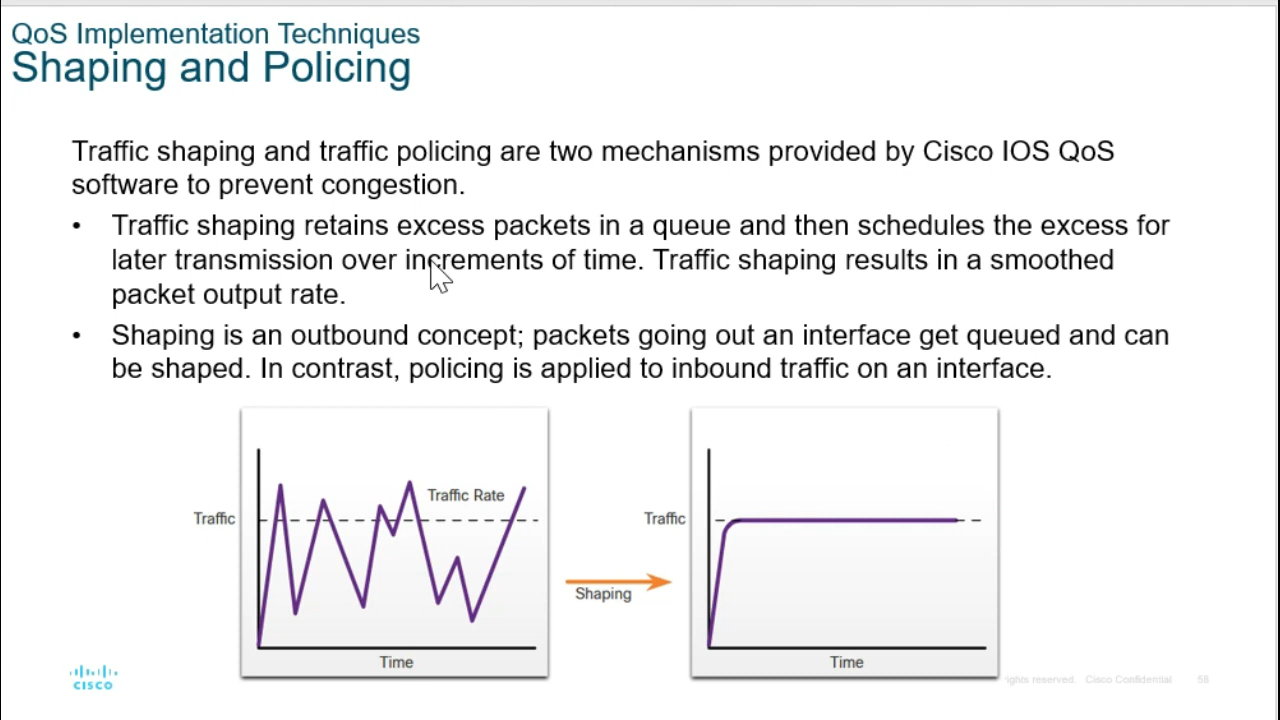 QoS Implementation Techniques
Shaping and Policing
Traffic shaping and traffic policing are two mechanisms provided by Cisco IOS QoS
software to prevent congestion.
• Traffic shaping retains excess packets in a queue and then schedules the excess for
later transmission over increments of time. Traffic shaping results in a smoothed
packet output rate.
• Shaping is an outbound concept; packets going out an interface get queued and can
be shaped. In contrast, policing is applied to inbound traffic on an interface.
Traffic Rate
Traffic
Time
Shaping
Traffic
Time
CISCO
rights reserved Cisco Confidential 58